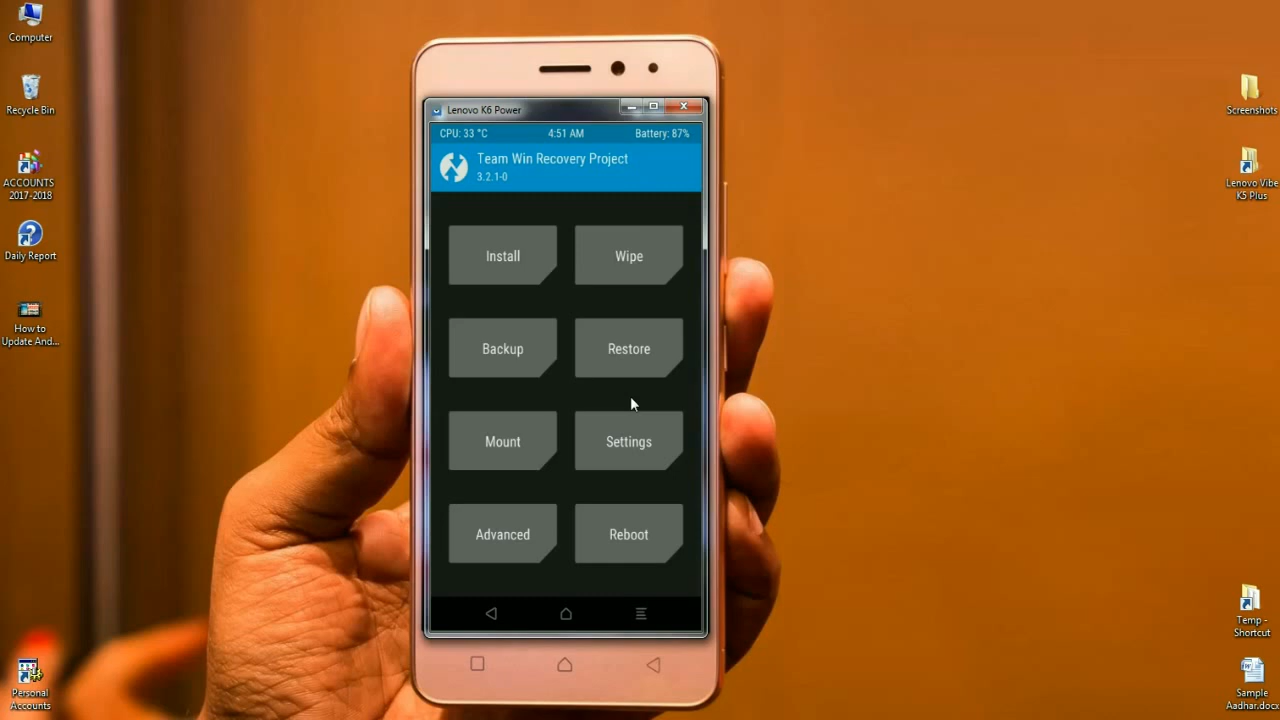 Computer
Recycle Bin
ACCOUNTS
2017-2018
Daily Report
How to
Update And...
Personal
Accounts
Lenovo K6 Power
CPU: 33 °C 4:51 AM Battery: 87%
Team Win Recovery Project
3.2.1-0
Install Wipe
Backup Restore
Mount Settings
Advanced Reboot
Screenshots
Lenovo Vibe
K5 Plus
Temp -
Shortcut
Sample
Aadhar.docx